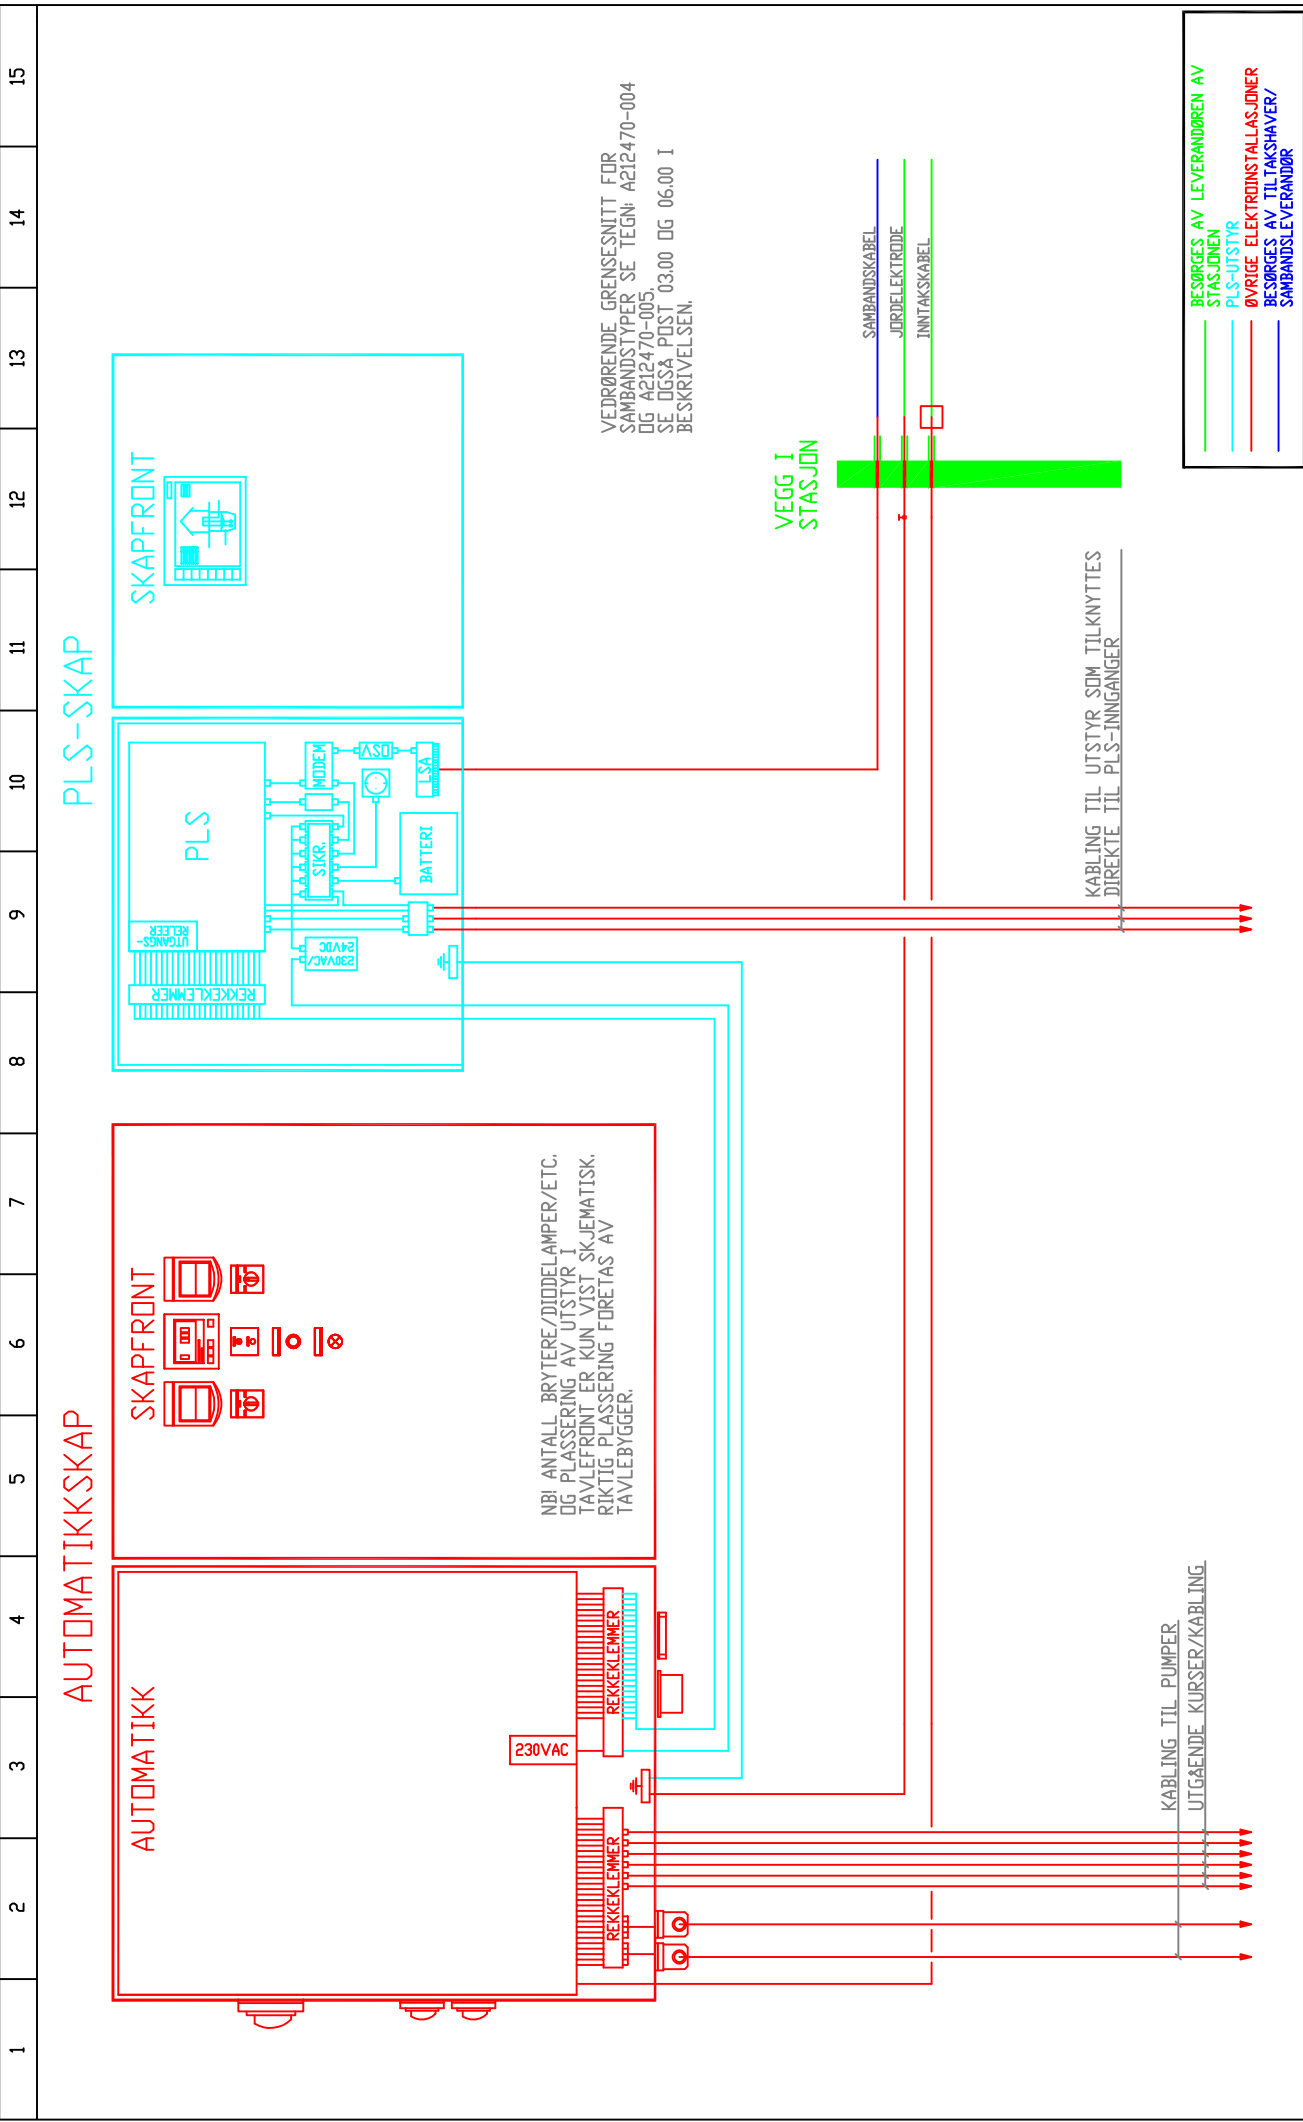 1
2
3
4
5
6
7
8
9
10
11
12
13
14
15
AUTOMATIKKSKAP
AUTOMATIKK
SKAPFRONT
230VAC
REKKEKLEMMER
REKKEKLEMMER
NB! ANTALL BRYTERE/DIODELAMPER/ETC.
OG PLASSERING AV UTSTYR I
TAVLEFRONT ER KUN VIST SKJEMATISK.
RIKTIG PLASSERING FORETAS AV
TAVLEBYGGER.
PLS-SKAP
SKAPFRONT
PLS
UTGANGS-
RELEER
REKKEKLEMMER
230VAC/
24VDC
SIKR.
MODEM
OSV
LSA
BATTERI
VEDRØRENDE GRENSESNITT FOR
SAMBANDSTYPER SE TEGN: A212470-004
OG A212470-005.
SE OGSÅ POST 03.00 OG 06.00 I
BESKRIVELSEN.
VEGG I
STASJON
SAMBANDSKABEL
JORDELEKTRODE
INNTAKSKABEL
KABLING TIL UTSTYR SOM TILKNYTTES
DIREKTE TIL PLS-INNGANGER
KABLING TIL PUMPER
UTGÅENDE KURSER/KABLING
BESØRGES AV LEVERANDØREN AV
STASJONEN
PLS-UTSTYR
ØVRIGE ELEKTROINSTALLASJONER
BESØRGES AV TILTAKSHAVER/
SAMBANDSLEVERANDØR